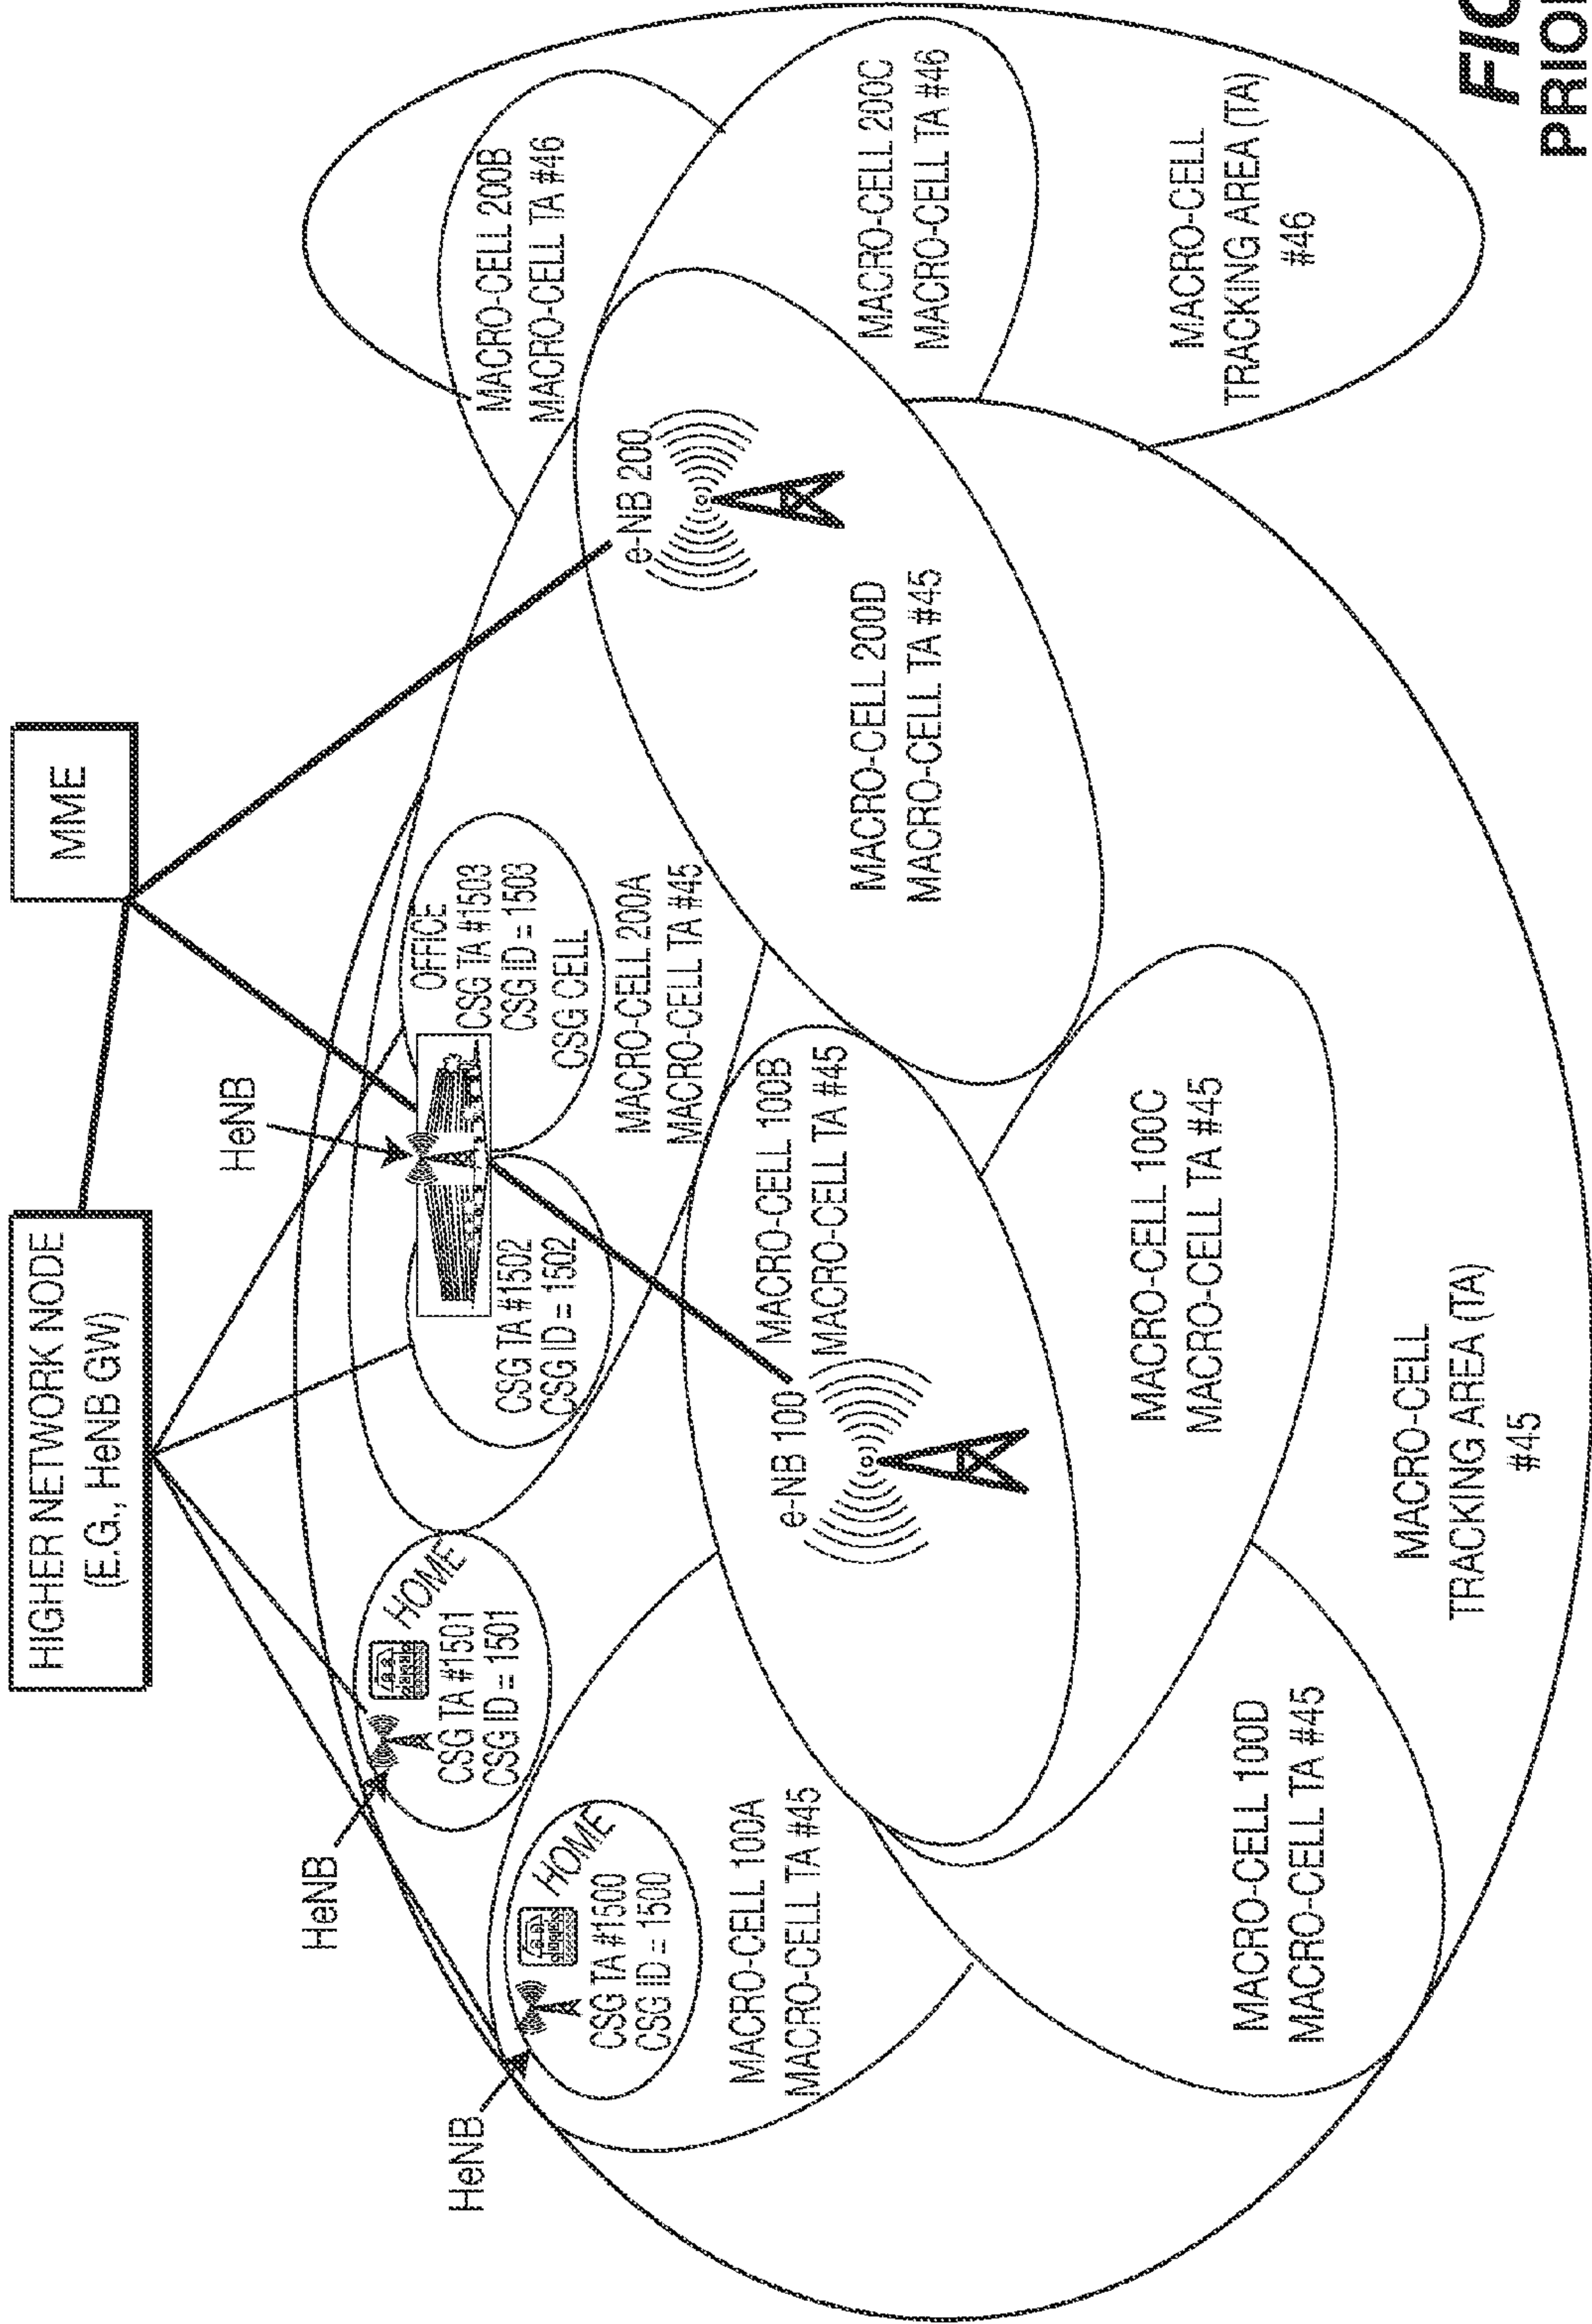 HIGHER NETWORK NODE
(E.G., HeNB GW)
MME
HeNB
HeNB
HeNB
HOME
CSG TA #1501
CSG ID = 1501
HOME
CSG TA #1500
CSG ID = 1500
CSG TA #1502
CSG ID = 1502
OFFICE
CSG TA #1503
CSG ID = 1503
CSG CELL
MACRO-CELL 200A
MACRO-CELL TA #45
MACRO-CELL 200B
MACRO-CELL TA #46
e-NB 200
MACRO-CELL 200C
MACRO-CELL TA #46
MACRO-CELL 200D
MACRO-CELL TA #45
MACRO-CELL 100A
MACRO-CELL TA #45
e-NB 100
MACRO-CELL 100B
MACRO-CELL TA #45
MACRO-CELL 100C
MACRO-CELL TA #45
MACRO-CELL 100D
MACRO-CELL TA #45
MACRO-CELL
TRACKING AREA (TA)
#45
MACRO-CELL
TRACKING AREA (TA)
#46